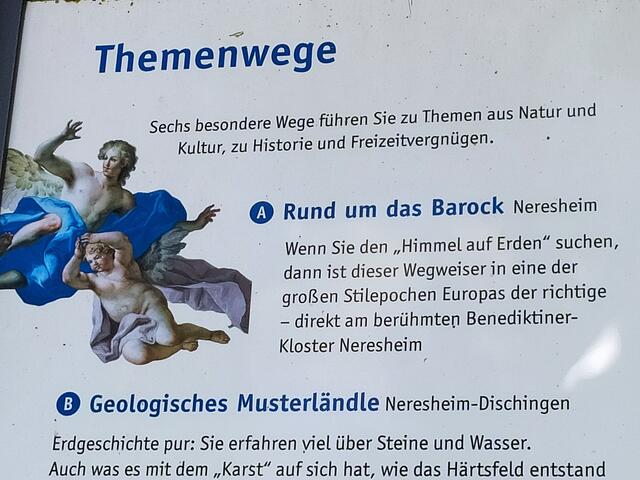 Themenwege
Sechs besondere Wege führen Sie zu Themen aus Natur und
Kultur, zu Historie und Freizeitvergnügen.
A Rund um das Barock Neresheim
Wenn Sie den „Himmel auf Erden“ suchen,
dann ist dieser Wegweiser in eine der
großen Stilepochen Europas der richtige
– direkt am berühmten Benediktiner-
Kloster Neresheim
B Geologisches Musterländle Neresheim-Dischingen
Erdgeschichte pur: Sie erfahren viel über Steine und Wasser.
Auch was es mit dem „Karst“ auf sich hat, wie das Härtsfeld entstand